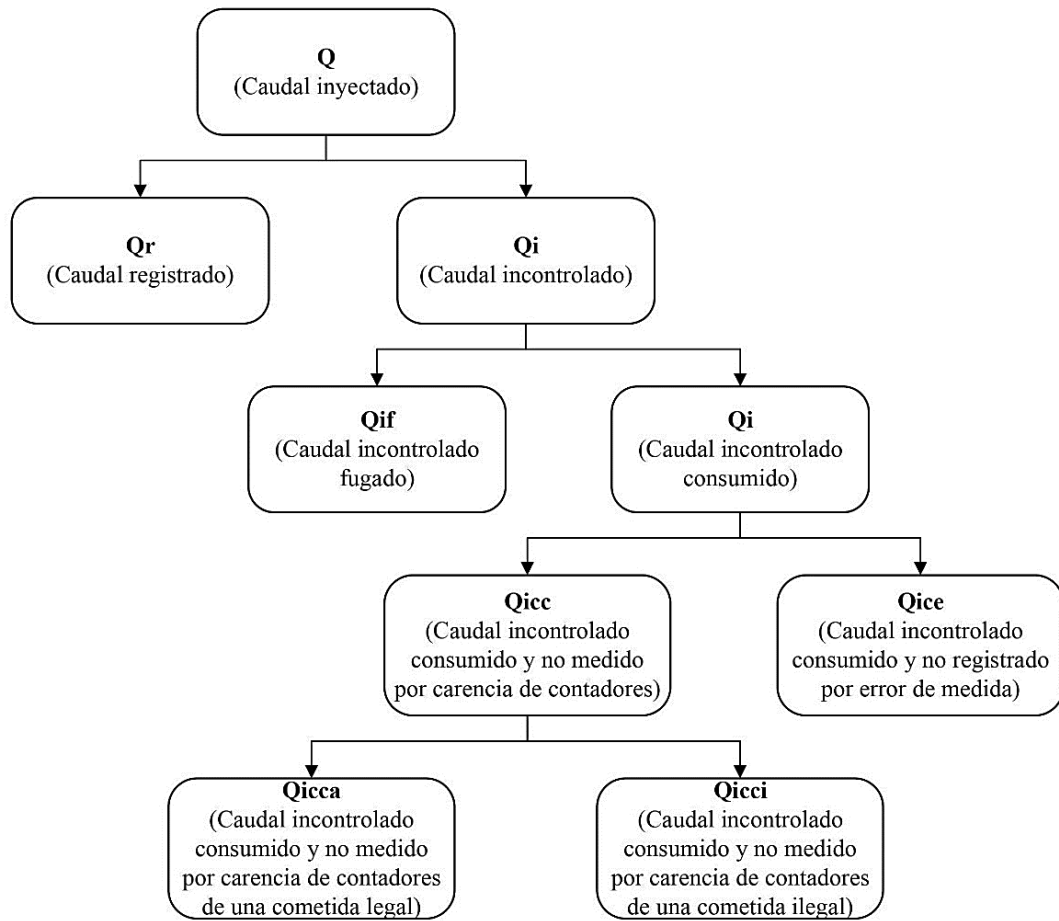 Q
(Caudal inyectado)
Qr
(Caudal registrado)
Qi
(Caudal incontrolado)
Qif
(Caudal incontrolado
fugado)
Qi
(Caudal incontrolado
consumido)
Qicc
(Caudal incontrolado
consumido y no medido
por carencia de contadores)
Qice
(Caudal incontrolado
consumido y no registrado
por error de medida)
Qicca
(Caudal incontrolado
consumido y no medido
por carencia de contadores
de una cometida legal)
Qicci
(Caudal incontrolado
consumido y no medido
por carencia de contadores
de una cometida ilegal)